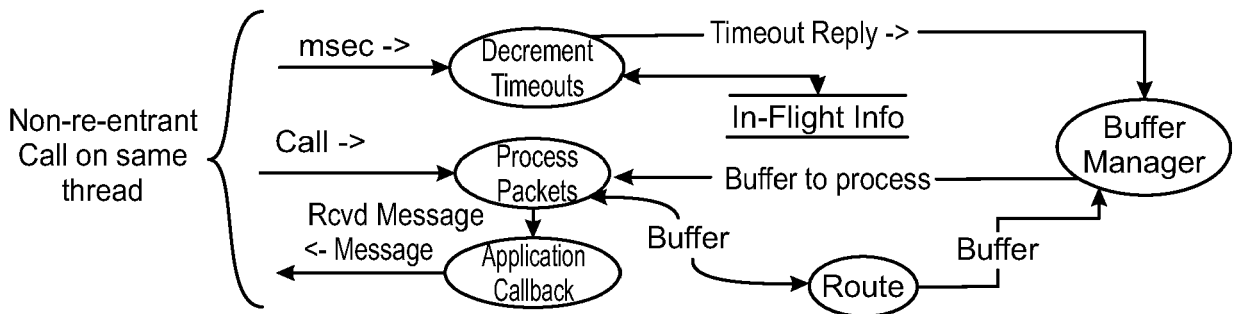 Non-re-entrant
Call on same
thread
msec ->
Decrement
Timeouts
Timeout Reply ->
In-Flight Info
Buffer
Manager
Call ->
Process
Packets
Buffer to process
Rcvd Message
<- Message
Application
Callback
Buffer
Route
Buffer